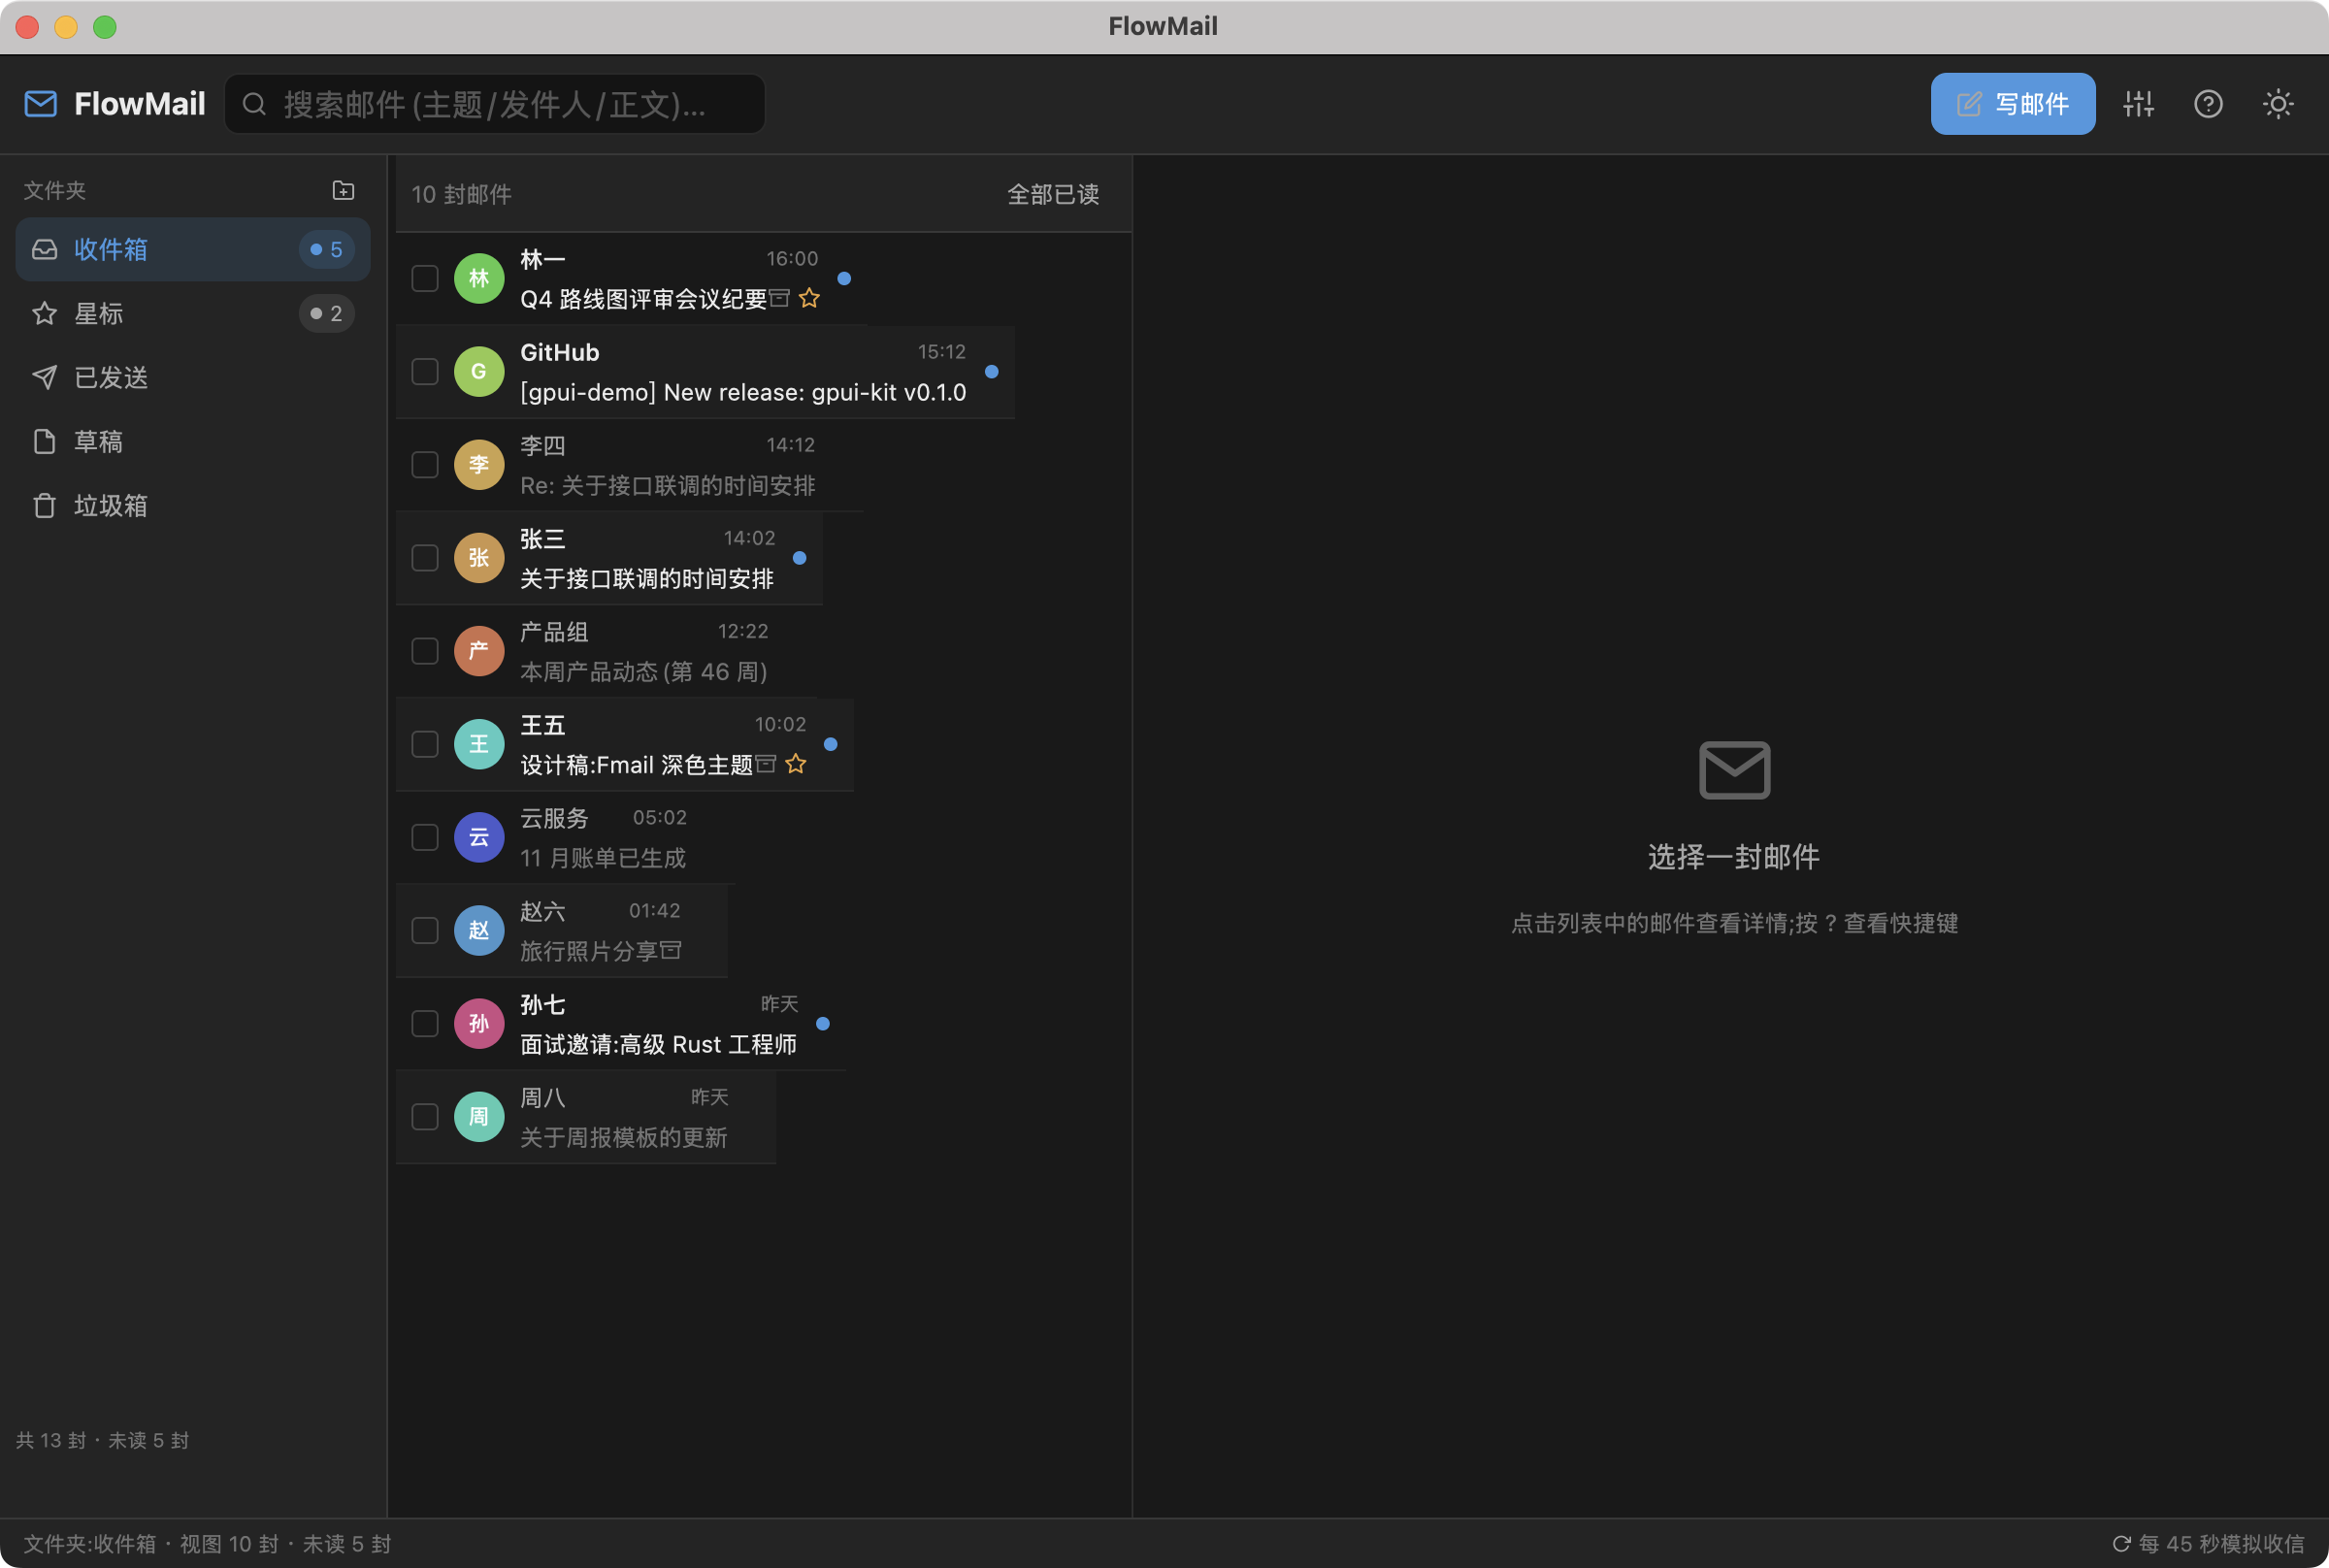 FlowMail
FlowMail
搜索邮件(主题/发件人/正文)...
写邮件
文件夹
收件箱
5
星标
2
已发送
草稿
垃圾箱
共 13 封 · 未读 5 封
10 封邮件
全部已读
林
林一
16:00
Q4 路线图评审会议纪要
G
GitHub
15:12
[gpui-demo] New release: gpui-kit v0.1.0
李
李四
14:12
Re: 关于接口联调的时间安排
张
张三
14:02
关于接口联调的时间安排
产
产品组
12:22
本周产品动态(第 46 周)
王
王五
10:02
设计稿:Fmail 深色主题
云
云服务
05:02
11 月账单已生成
赵
赵六
01:42
旅行照片分享
孙
孙七
昨天
面试邀请:高级 Rust 工程师
周
周八
昨天
关于周报模板的更新
选择一封邮件
点击列表中的邮件查看详情;按 ? 查看快捷键
文件夹:收件箱 · 视图 10 封 · 未读 5 封
每 45 秒模拟收信